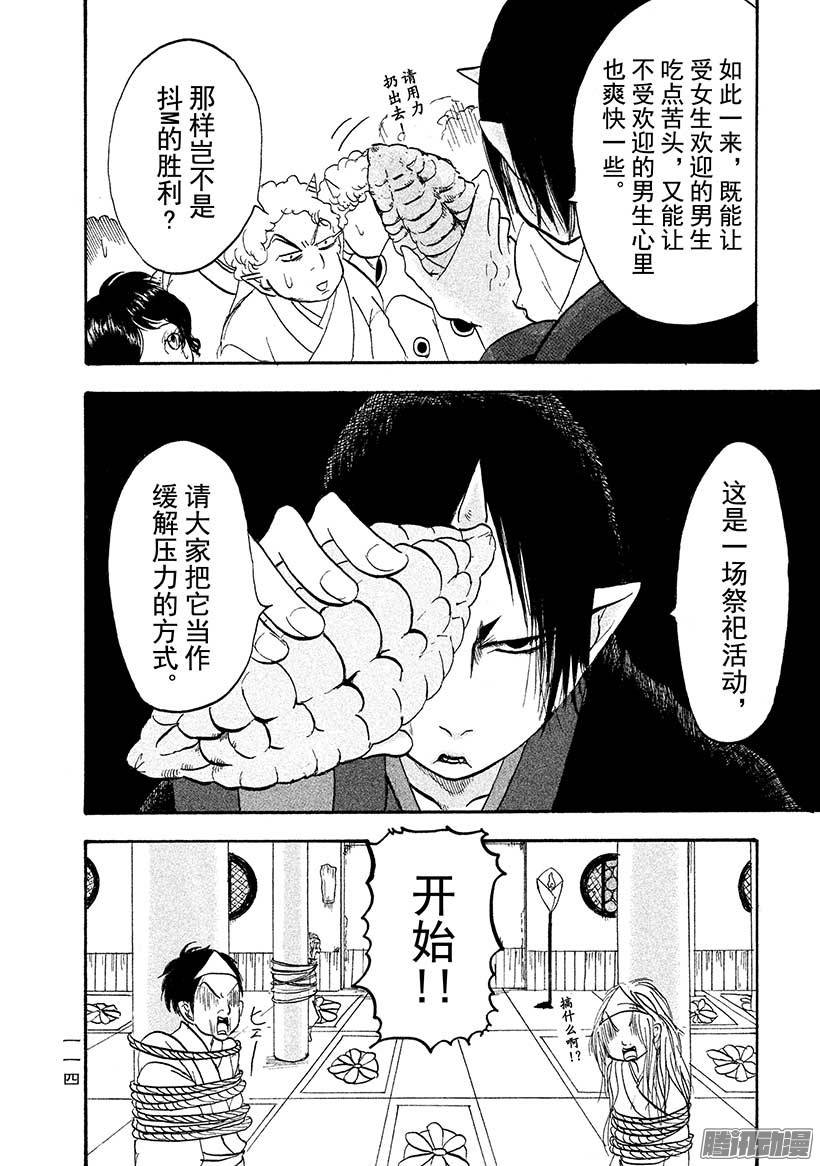 如此一来，既能让
受女生欢迎的男生
吃点苦头，又能让
不受欢迎的男生心里
也爽快一些。
请用力
扔出去！
那样岂不是
抖M的胜利？
这是一场祭祀活动，
请大家把它当作
缓解压力的方式。
开始！！
搞什么啊！？
一一四
腾讯动漫